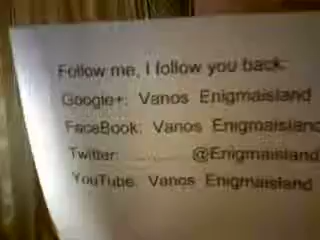 Follow me, I follow you back:
Google+: Vanos Enigmaisland
FaceBook: Vanos Enigmaisland
Twitter: ............ @Enigmaisland
YouTube: Vanos Enigmaisland